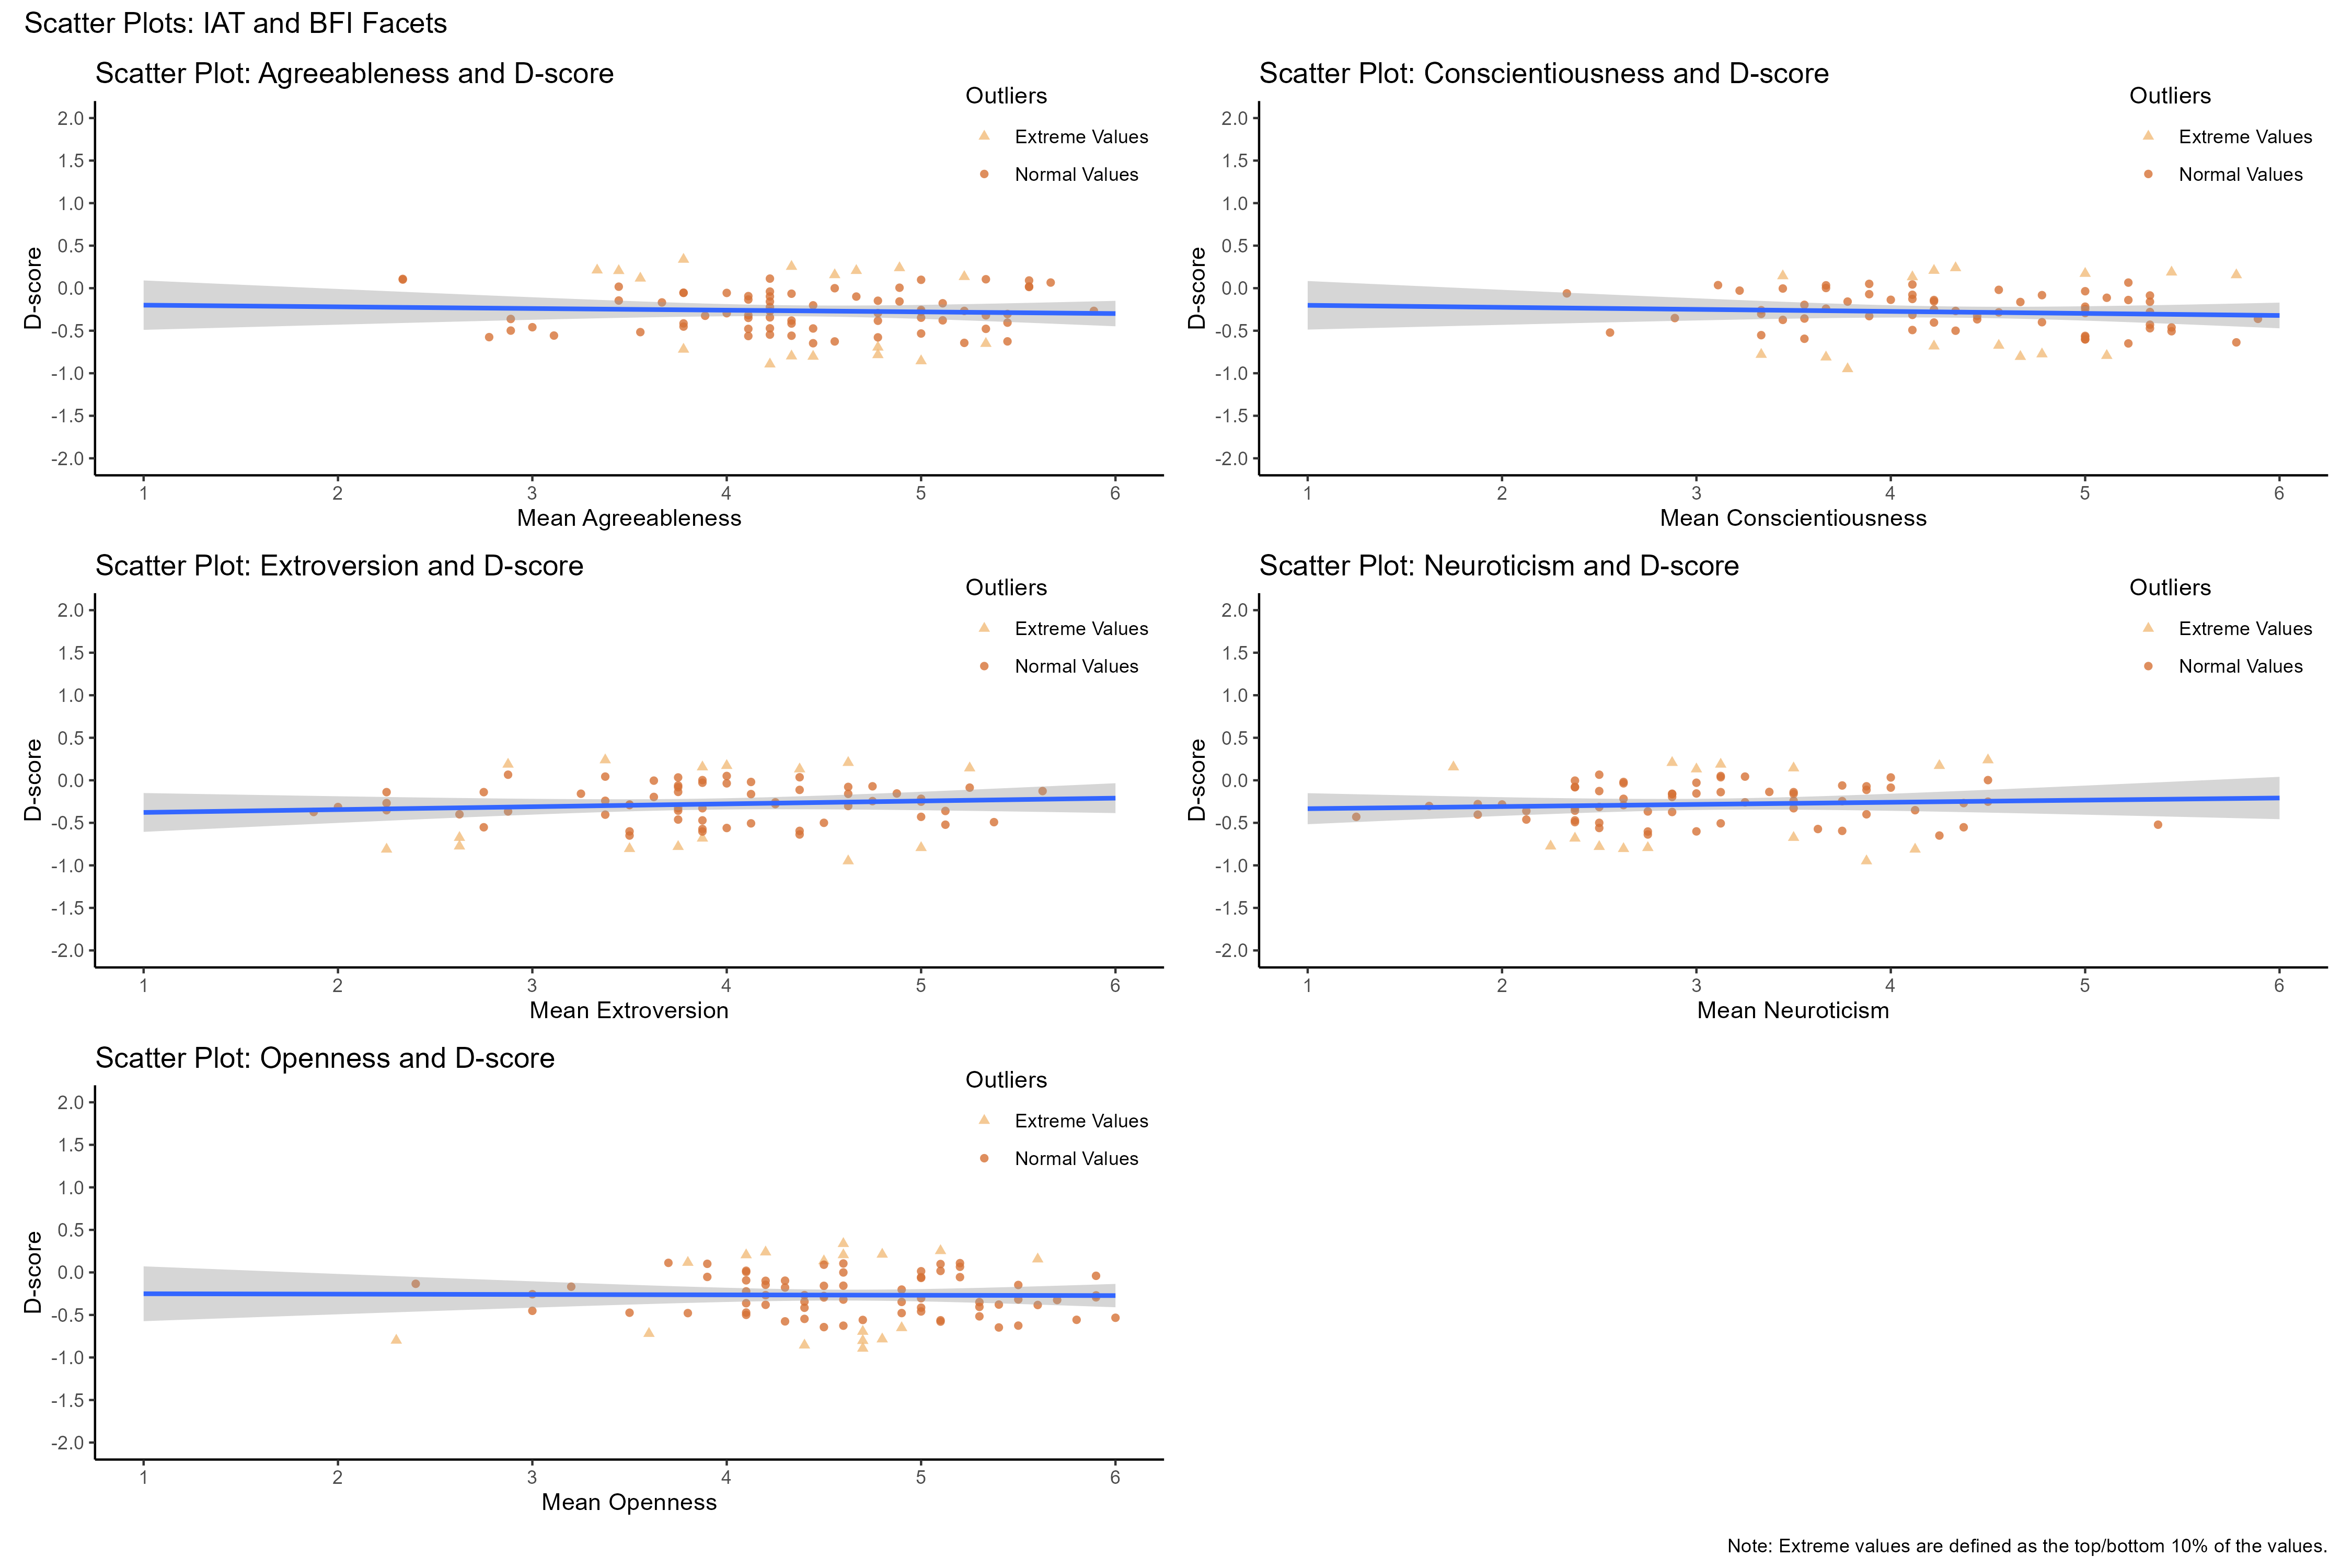 Scatter Plots: IAT and BFI Facets
Scatter Plot: Agreeableness and D-score
Outliers
Extreme Values
Normal Values
D-score
2.0
1.5
1.0
0.5
0.0
-0.5
-1.0
-1.5
-2.0
1 2 3 4 5 6
Mean Agreeableness
Scatter Plot: Conscientiousness and D-score
Outliers
Extreme Values
Normal Values
D-score
2.0
1.5
1.0
0.5
0.0
-0.5
-1.0
-1.5
-2.0
1 2 3 4 5 6
Mean Conscientiousness
Scatter Plot: Extroversion and D-score
Outliers
Extreme Values
Normal Values
D-score
2.0
1.5
1.0
0.5
0.0
-0.5
-1.0
-1.5
-2.0
1 2 3 4 5 6
Mean Extroversion
Scatter Plot: Neuroticism and D-score
Outliers
Extreme Values
Normal Values
D-score
2.0
1.5
1.0
0.5
0.0
-0.5
-1.0
-1.5
-2.0
1 2 3 4 5 6
Mean Neuroticism
Scatter Plot: Openness and D-score
Outliers
Extreme Values
Normal Values
D-score
2.0
1.5
1.0
0.5
0.0
-0.5
-1.0
-1.5
-2.0
1 2 3 4 5 6
Mean Openness
Note: Extreme values are defined as the top/bottom 10% of the values.